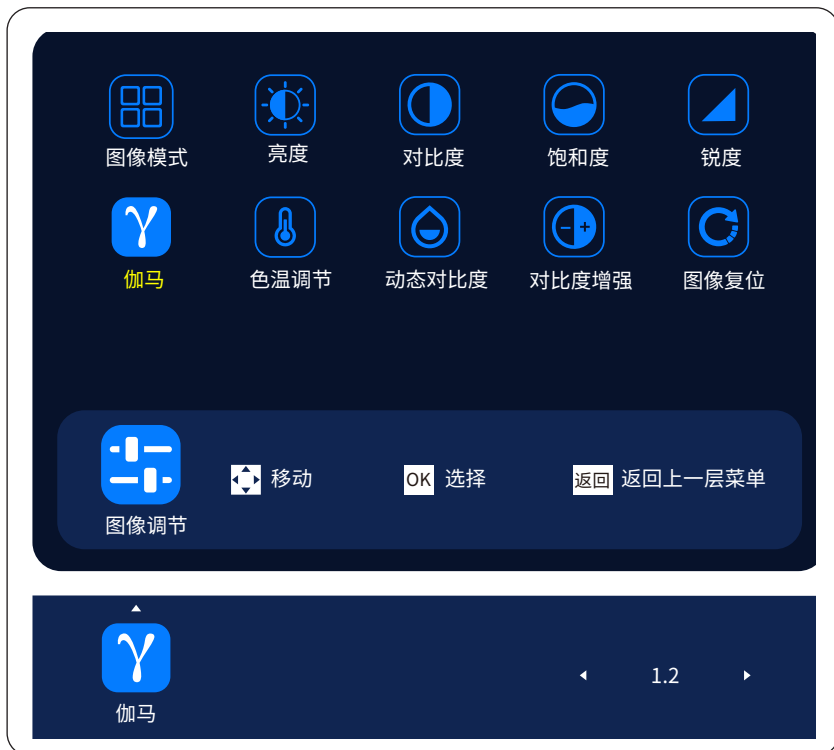 图像模式 亮度 对比度 饱和度 锐度
γ
伽马 色温调节 动态对比度 对比度增强 图像复位
移动 OK 选择 返回 返回上一层菜单
图像调节
γ
1.2
伽马